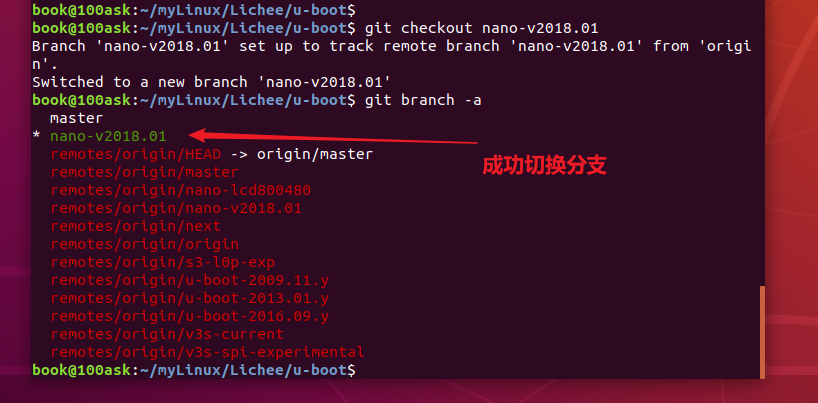 book@100ask:~/myLinux/Lichee/u-boot$
book@100ask:~/myLinux/Lichee/u-boot$ git checkout nano-v2018.01
Branch 'nano-v2018.01' set up to track remote branch 'nano-v2018.01' from 'origi
n'.
Switched to a new branch 'nano-v2018.01'
book@100ask:~/myLinux/Lichee/u-boot$ git branch -a
master
* nano-v2018.01
remotes/origin/HEAD -> origin/master
成功切换分支
remotes/origin/master
remotes/origin/nano-lcd800480
remotes/origin/nano-v2018.01
remotes/origin/next
remotes/origin/origin
remotes/origin/s3-l0p-exp
remotes/origin/u-boot-2009.11.y
remotes/origin/u-boot-2013.01.y
remotes/origin/u-boot-2016.09.y
remotes/origin/v3s-current
remotes/origin/v3s-spi-experimental
book@100ask:~/myLinux/Lichee/u-boot$